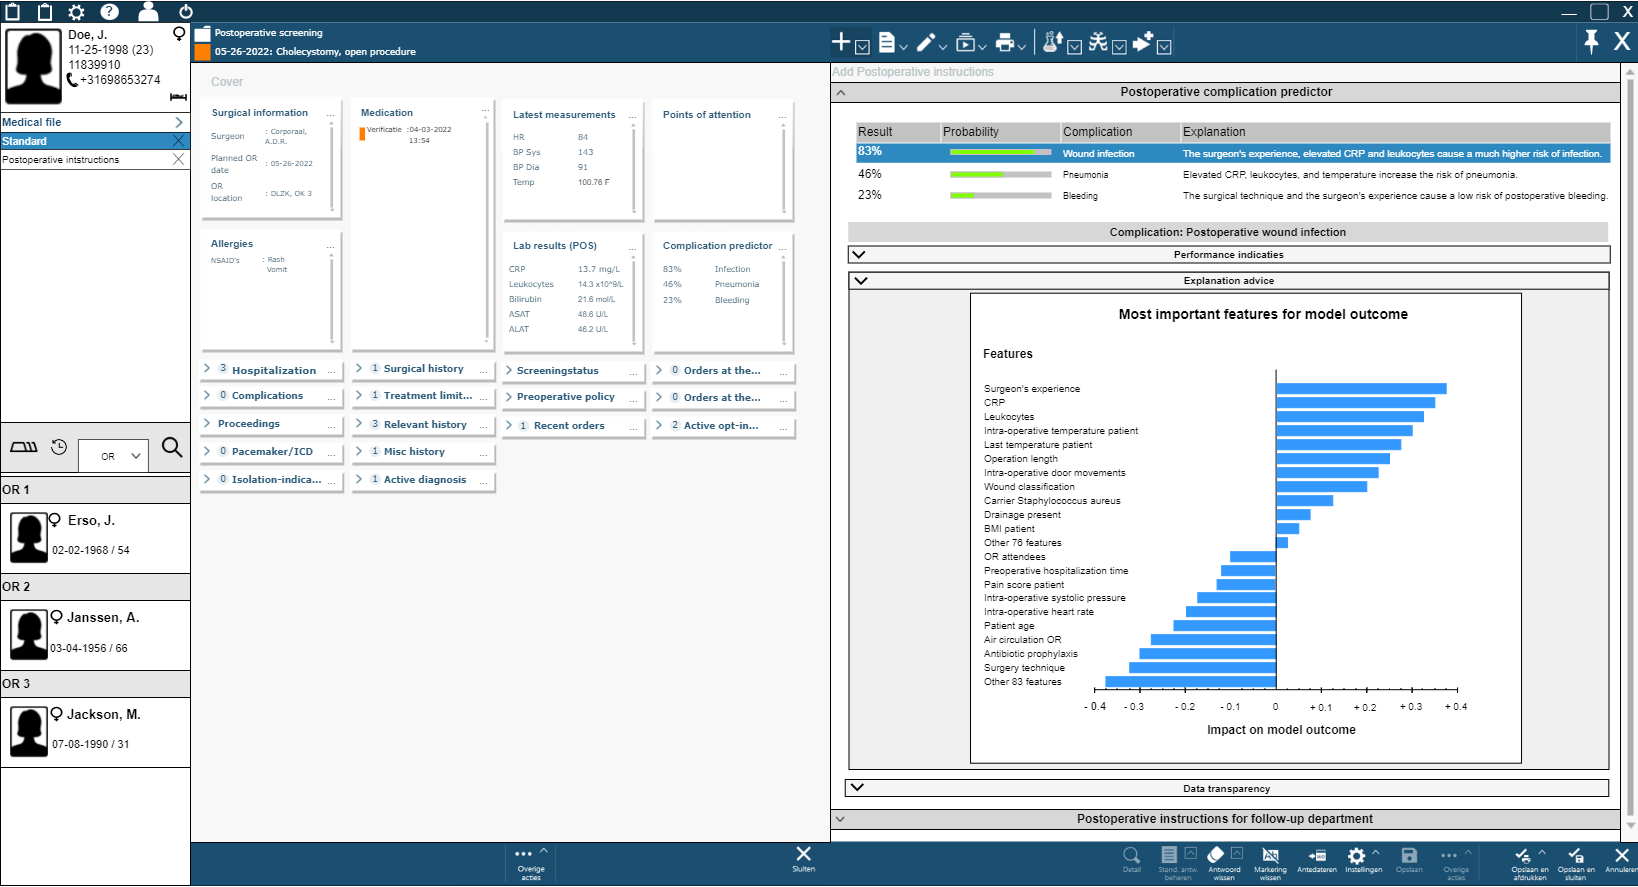 Doe, J.
11-25-1998 (23)
11839910
+31698653274
Medical file
Standard
Postoperative intstructions
OR
OR 1
Erso, J.
02-02-1968 / 54
OR 2
Janssen, A.
03-04-1956 / 66
OR 3
Jackson, M.
07-08-1990 / 31
Postoperative screening
05-26-2022: Cholecystomy, open procedure
Cover
Surgical information ...
Surgeon : Corporaal, A.D.R.
Planned OR date : 05-26-2022
OR location : DLZK, OK 3
Medication ...
Verificatie :04-03-2022
13:54
Latest measurements ...
HR 84
BP Sys 143
BP Dia 91
Temp 100.76 F
Points of attention ...
Allergies ...
NSAID's : Rash
Vomit
Lab results (POS) ...
CRP 13.7 mg/L
Leukocytes 14.3 x10^9/L
Bilirubin 21.6 mol/L
ASAT 48.6 U/L
ALAT 46.2 U/L
Complication predictor ...
83% Infection
46% Pneumonia
23% Bleeding
3 Hospitalization ...
1 Surgical history ...
Screeningstatus ...
0 Orders at the... ...
0 Complications ...
1 Treatment limit... ...
Preoperative policy ...
0 Orders at the... ...
Proceedings ...
3 Relevant history ...
1 Recent orders ...
2 Active opt-in... ...
0 Pacemaker/ICD ...
1 Misc history ...
0 Isolation-indica... ...
1 Active diagnosis ...
Overige acties
Sluiten
Add Postoperative instructions
Postoperative complication predictor
Result Probability Complication Explanation
83% Wound infection The surgeon's experience, elevated CRP and leukocytes cause a much higher risk of infection.
46% Pneumonia Elevated CRP, leukocytes, and temperature increase the risk of pneumonia.
23% Bleeding The surgical technique and the surgeon's experience cause a low risk of postoperative bleeding.
Complication: Postoperative wound infection
Performance indicaties
Explanation advice
Most important features for model outcome
Features
Surgeon's experience
CRP
Leukocytes
Intra-operative temperature patient
Last temperature patient
Operation length
Intra-operative door movements
Wound classification
Carrier Staphylococcus aureus
Drainage present
BMI patient
Other 76 features
OR attendees
Preoperative hospitalization time
Pain score patient
Intra-operative systolic pressure
Intra-operative heart rate
Patient age
Air circulation OR
Antibiotic prophylaxis
Surgery technique
Other 83 features
- 0.4 - 0.3 - 0.2 - 0.1 0 + 0.1 + 0.2 + 0.3 + 0.4
Impact on model outcome
Data transparency
Postoperative instructions for follow-up department
Detail
Stand. antw. beheren
Antwoord wissen
Markering wissen
Antedateren
Instellingen
Opslaan
Overige acties
Opslaan en afdrukken
Opslaan en sluiten
Annuleren